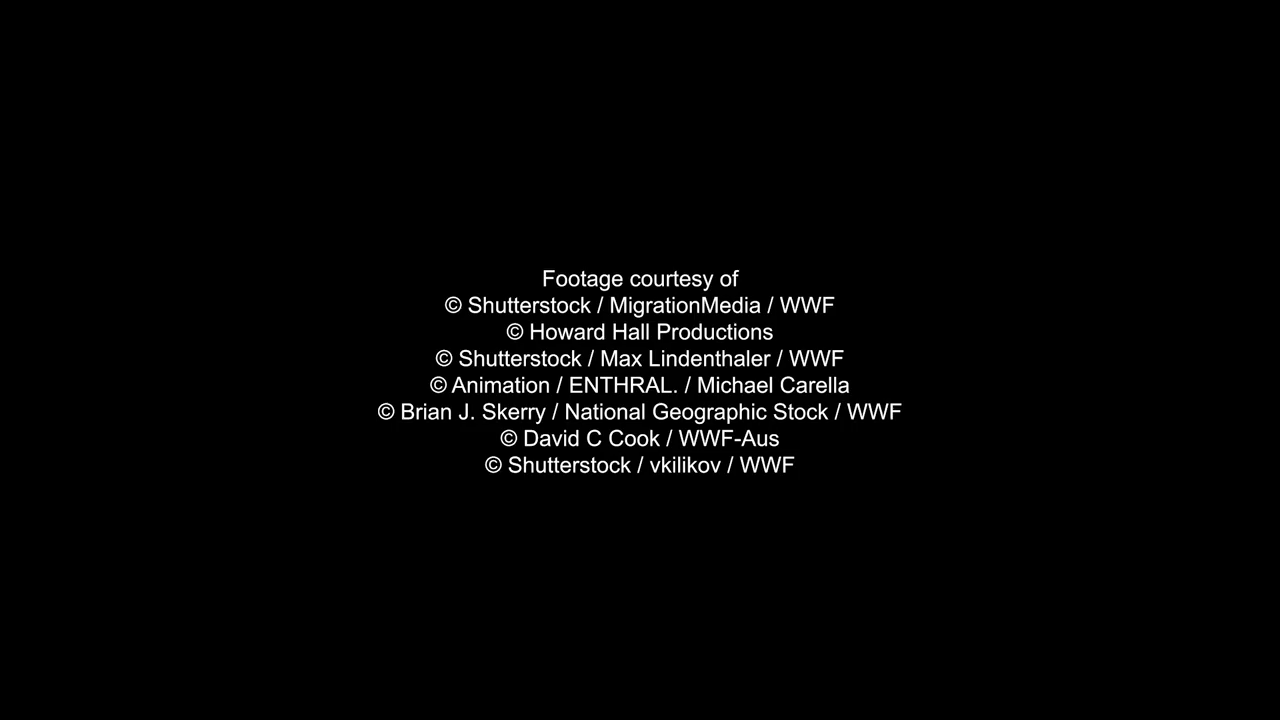 Footage courtesy of
© Shutterstock / MigrationMedia / WWF
© Howard Hall Productions
© Shutterstock / Max Lindenthaler / WWF
© Animation / ENTHRAL. / Michael Carella
© Brian J. Skerry / National Geographic Stock / WWF
© David C Cook / WWF-Aus
© Shutterstock / vkilikov / WWF